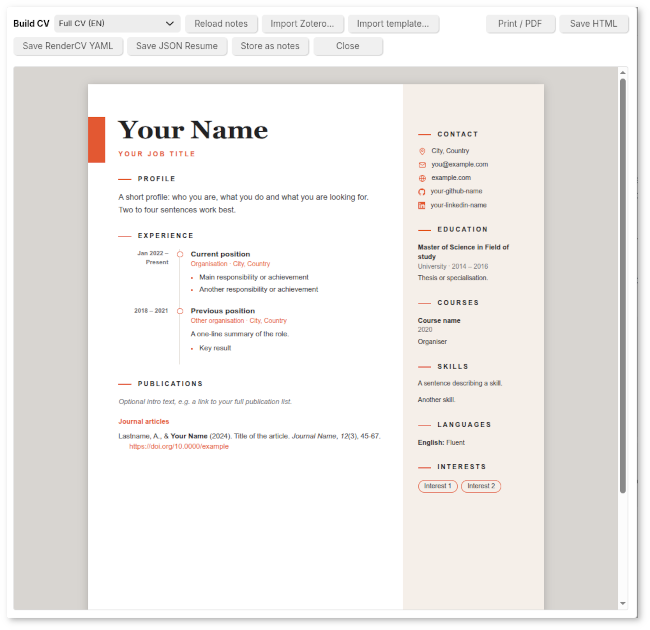 Build CV
Full CV (EN)
Reload notes
Import Zotero...
Import template...
Print / PDF
Save HTML
Save RenderCV YAML
Save JSON Resume
Store as notes
Close
Your Name
YOUR JOB TITLE
PROFILE
A short profile: who you are, what you do and what you are looking for.
Two to four sentences work best.
EXPERIENCE
Jan 2022 –
Present
Current position
Organisation · City, Country
• Main responsibility or achievement
• Another responsibility or achievement
2018 – 2021
Previous position
Other organisation · City, Country
A one-line summary of the role.
• Key result
PUBLICATIONS
Optional intro text, e.g. a link to your full publication list.
Journal articles
Lastname, A., & Your Name (2024). Title of the article. Journal Name, 12(3), 45-67.
https://doi.org/10.0000/example
CONTACT
City, Country
you@example.com
example.com
your-github-name
your-linkedin-name
EDUCATION
Master of Science in Field of
study
University · 2014 – 2016
Thesis or specialisation.
COURSES
Course name
2020
Organiser
SKILLS
A sentence describing a skill.
Another skill.
LANGUAGES
English: Fluent
INTERESTS
Interest 1
Interest 2